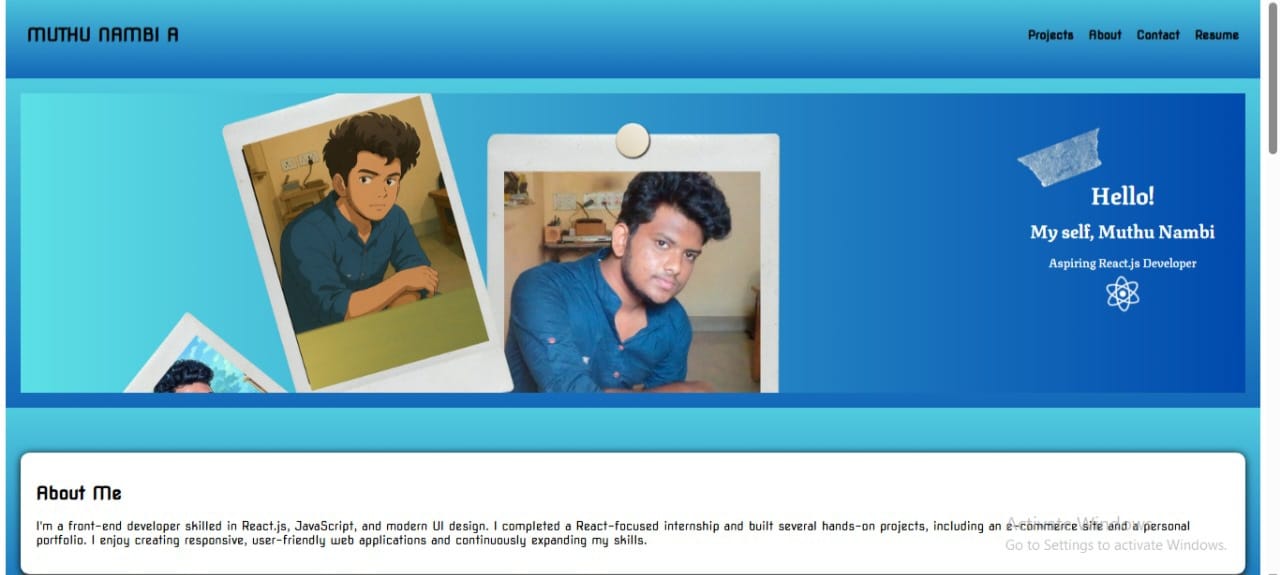 MUTHU NAMBI A
Projects About Contact Resume
Hello!
My self, Muthu Nambi
Aspiring React.js Developer
About Me
I'm a front-end developer skilled in React.js, JavaScript, and modern UI design. I completed a React-focused internship and built several hands-on projects, including an e-commerce site and a personal
portfolio. I enjoy creating responsive, user-friendly web applications and continuously expanding my skills.
Activate Windows
Go to Settings to activate Windows.